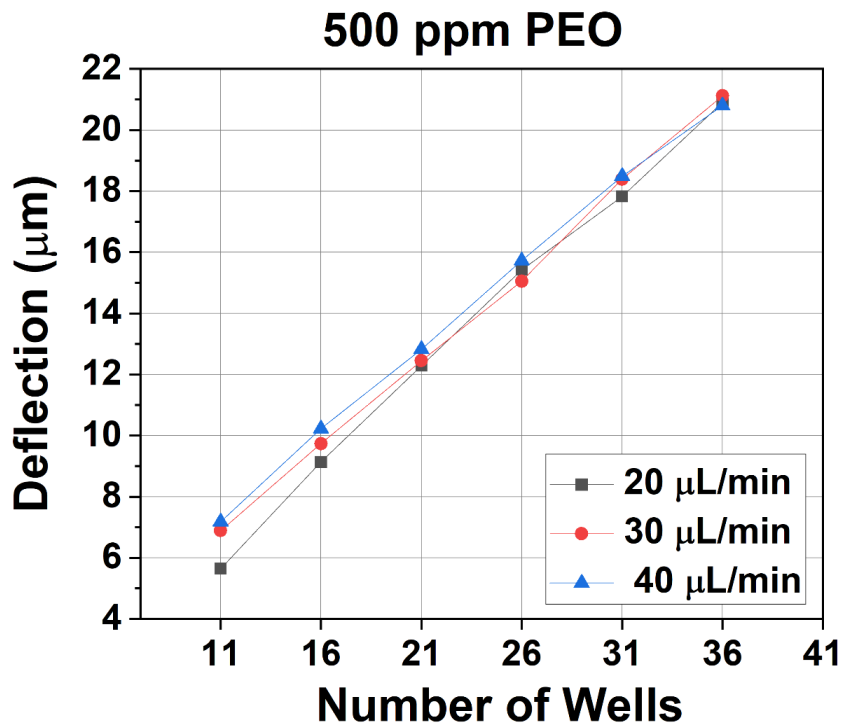 500 ppm PEO
22
20
18
16
14
12
10
8
6
4
Deflection (μm)
20 μL/min
30 μL/min
40 μL/min
11 16 21 26 31 36 41
Number of Wells